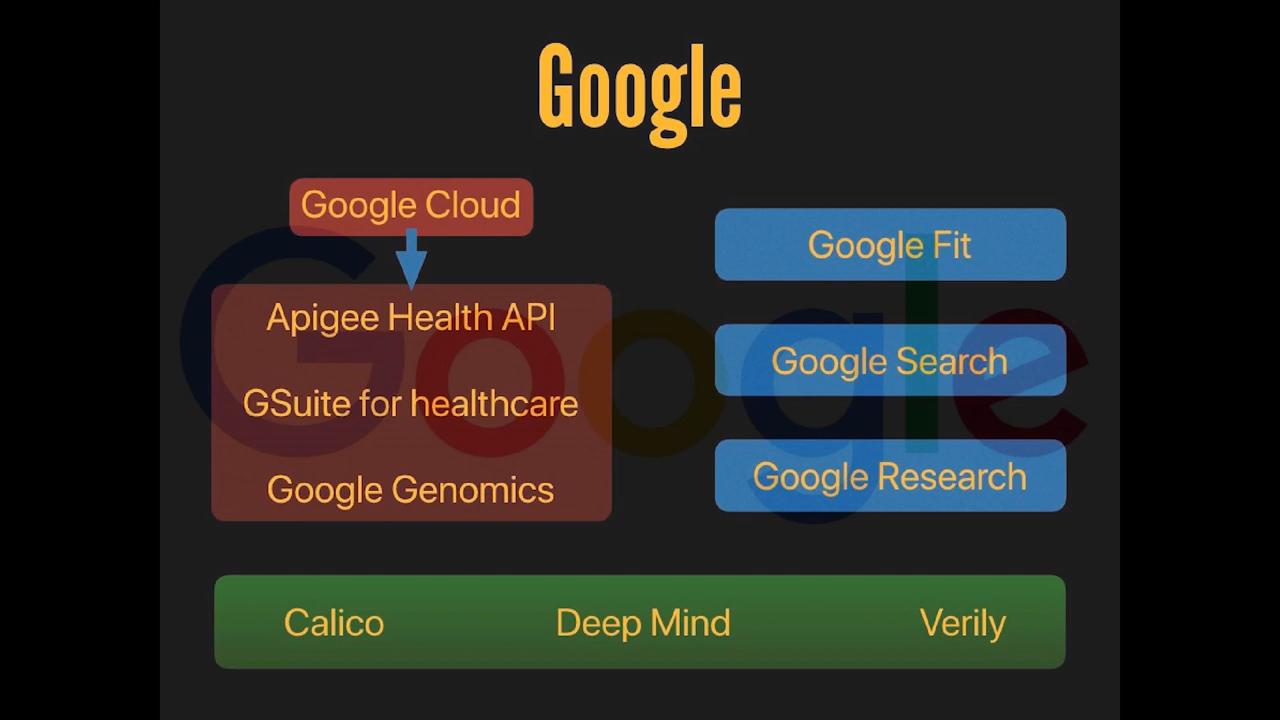 Google
Google Cloud
Apigee Health API
GSuite for healthcare
Google Genomics
Google Fit
Google Search
Google Research
Calico Deep Mind Verily
Google